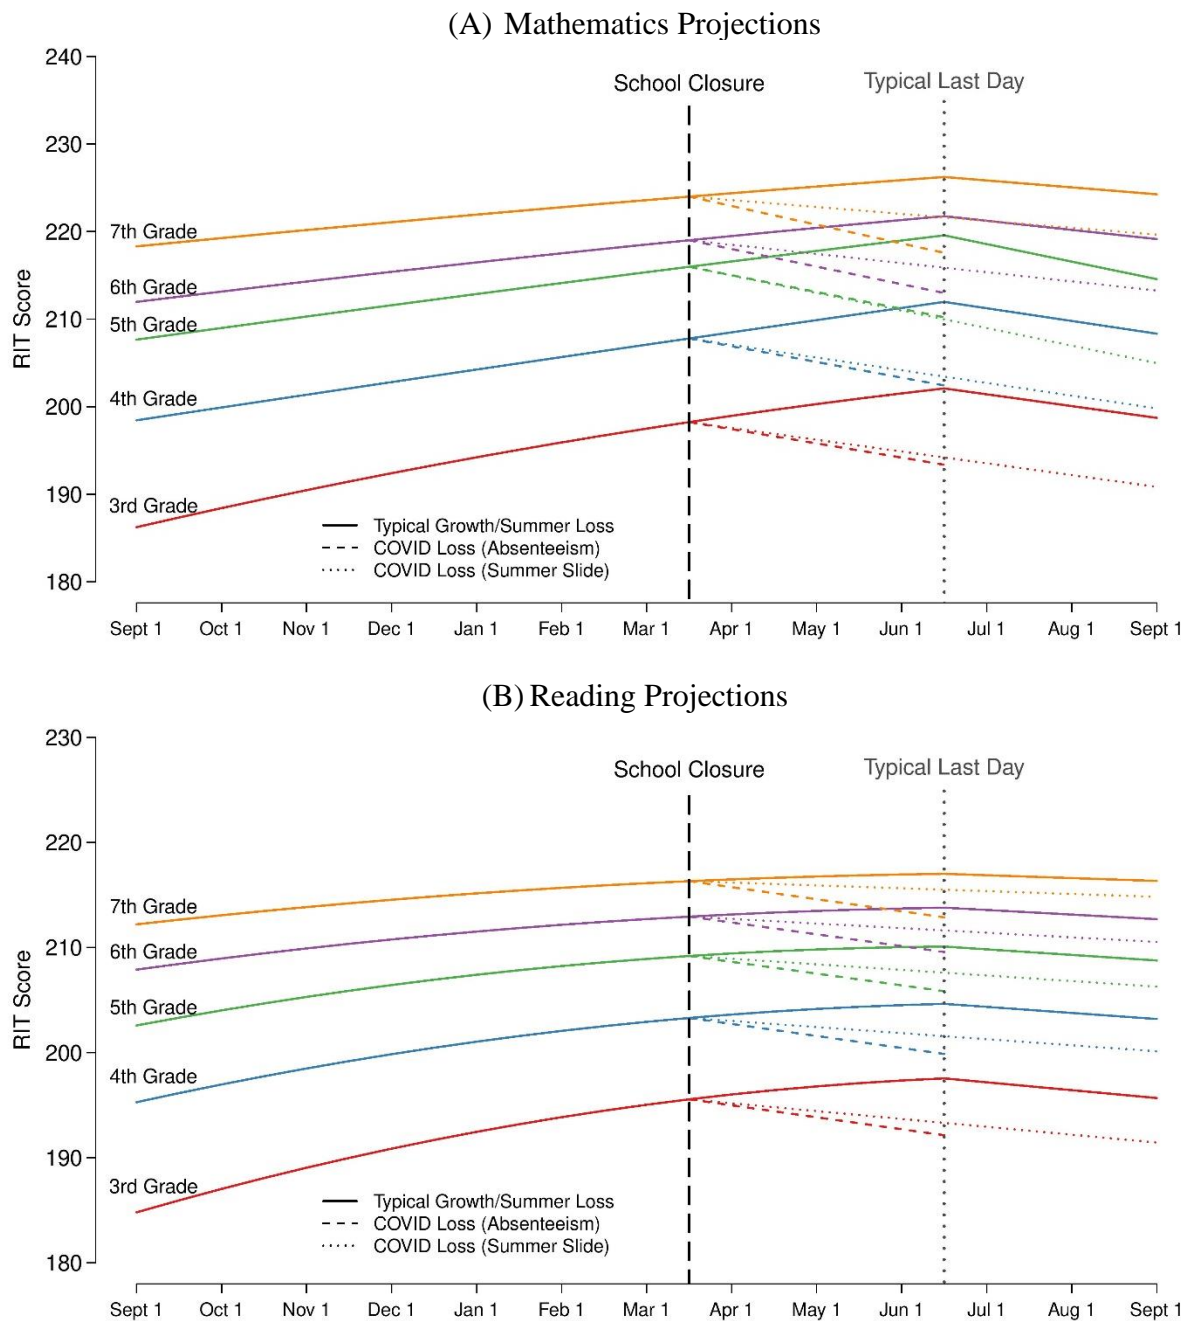 (A) Mathematics Projections
240
230
220
210
200
190
180
RIT Score
School Closure
Typical Last Day
7th Grade
6th Grade
5th Grade
4th Grade
3rd Grade
Typical Growth/Summer Loss
COVID Loss (Absenteeism)
COVID Loss (Summer Slide)
Sept 1 Oct 1 Nov 1 Dec 1 Jan 1 Feb 1 Mar 1 Apr 1 May 1 Jun 1 Jul 1 Aug 1 Sept 1
(B) Reading Projections
230
220
210
200
190
180
RIT Score
School Closure
Typical Last Day
7th Grade
6th Grade
5th Grade
4th Grade
3rd Grade
Typical Growth/Summer Loss
COVID Loss (Absenteeism)
COVID Loss (Summer Slide)
Sept 1 Oct 1 Nov 1 Dec 1 Jan 1 Feb 1 Mar 1 Apr 1 May 1 Jun 1 Jul 1 Aug 1 Sept 1